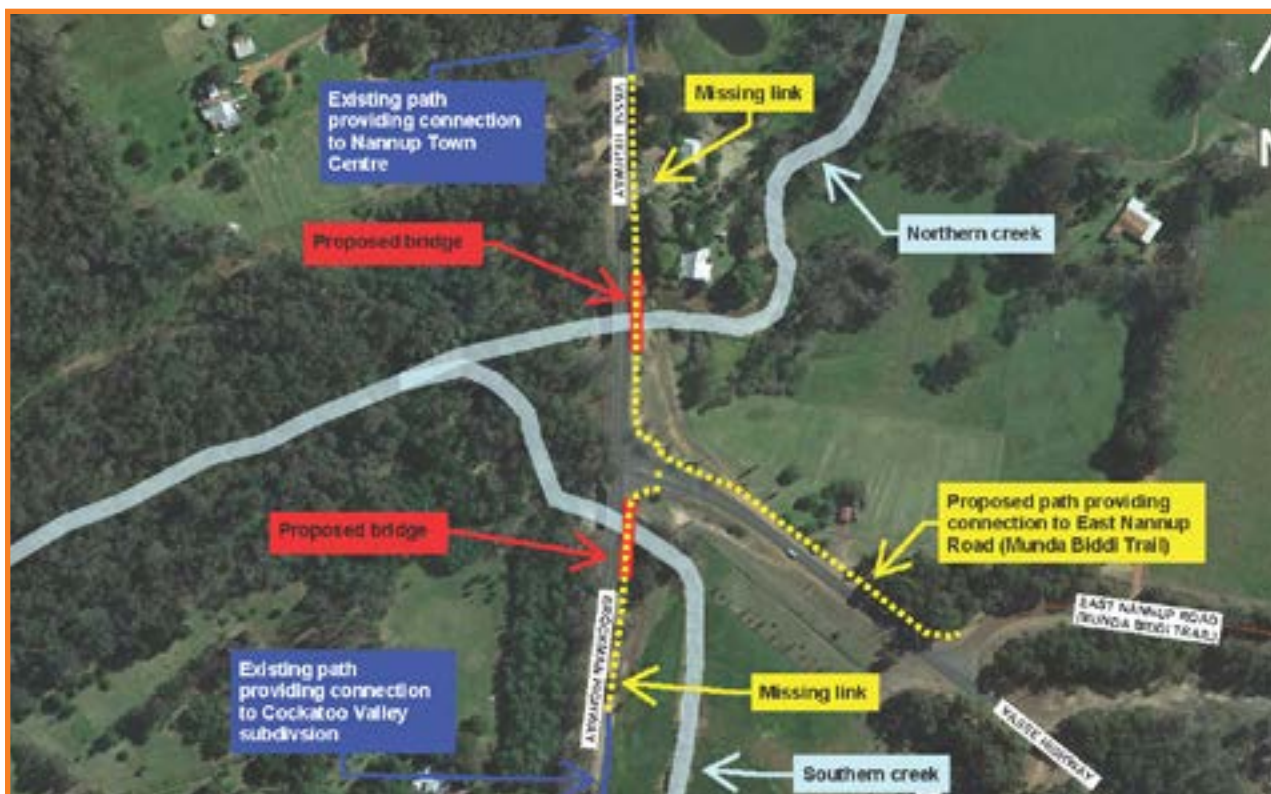 Existing path
providing connection
to Nannup Town
Centre
VASSE HIGHWAY
Missing link
Northern creek
Proposed bridge
Proposed bridge
Proposed path providing
connection to East Nannup
Road (Munda Biddi Trail)
EAST NANNUP ROAD
(MUNDA BIDDI TRAIL)
BROCKMAN HIGHWAY
Existing path
providing connection
to Cockatoo Valley
subdivsion
Missing link
VASSE HIGHWAY
Southern creek
N